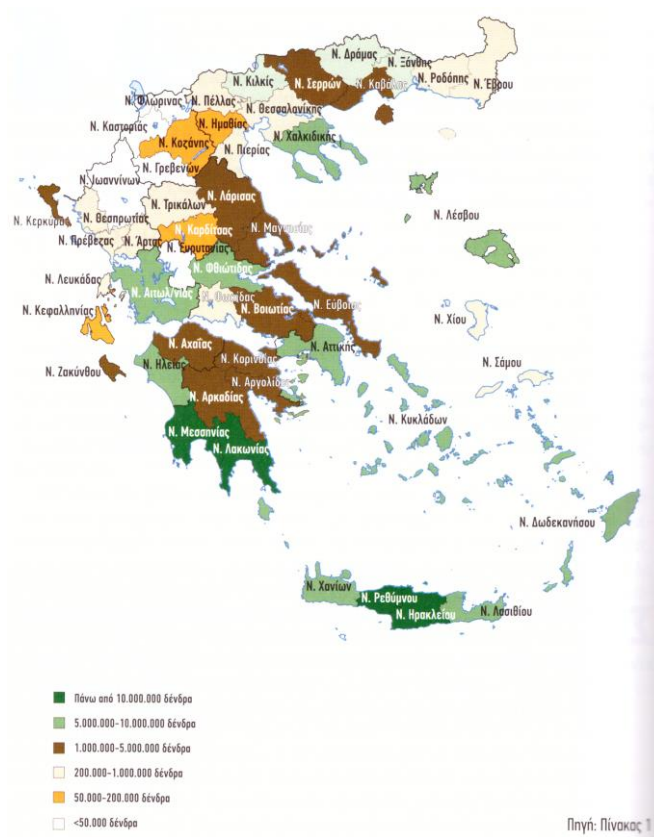 Ν. Δράμας
Ν. Ξάνθης
Ν. Κιλκίς
Ν. Σερρών
Ν. Καβάλας
Ν. Ροδόπης
Ν. Έβρου
Ν. Φλώρινας
Ν. Πέλλας
Ν. Θεσσαλονίκης
Ν. Καστοριάς
Ν. Ημαθίας
Ν. Κοζάνης
Ν. Χαλκιδικής
Ν. Πιερίας
Ν. Γρεβενών
Ν. Ιωαννίνων
Ν. Λάρισας
Ν. Τρικάλων
Ν. Κερκύρας
Ν. Θεσπρωτίας
Ν. Λέσβου
Ν. Καρδίτσας
Ν. Μαγνησίας
Ν. Πρέβεζας
Ν. Άρτας
Ν. Ευρυτανίας
Ν. Φθιώτιδας
Ν. Λευκάδας
Ν. Αιτωλ/νίας
Ν. Φωκίδας
Ν. Εύβοιας
Ν. Κεφαλληνίας
Ν. Βοιωτίας
Ν. Χίου
Ν. Αχαΐας
Ν. Αττικής
Ν. Κορινθίας
Ν. Σάμου
Ν. Ζακύνθου
Ν. Ηλείας
Ν. Αργολίδας
Ν. Αρκαδίας
Ν. Κυκλάδων
Ν. Μεσσηνίας
Ν. Λακωνίας
Ν. Δωδεκανήσου
Ν. Χανίων
Ν. Ρεθύμνου
Ν. Ηρακλείου
Ν. Λασιθίου
Πάνω από 10.000.000 δένδρα
5.000.000-10.000.000 δένδρα
1.000.000-5.000.000 δένδρα
200.000-1.000.000 δένδρα
50.000-200.000 δένδρα
<50.000 δένδρα
Πηγή: Πίνακας 1